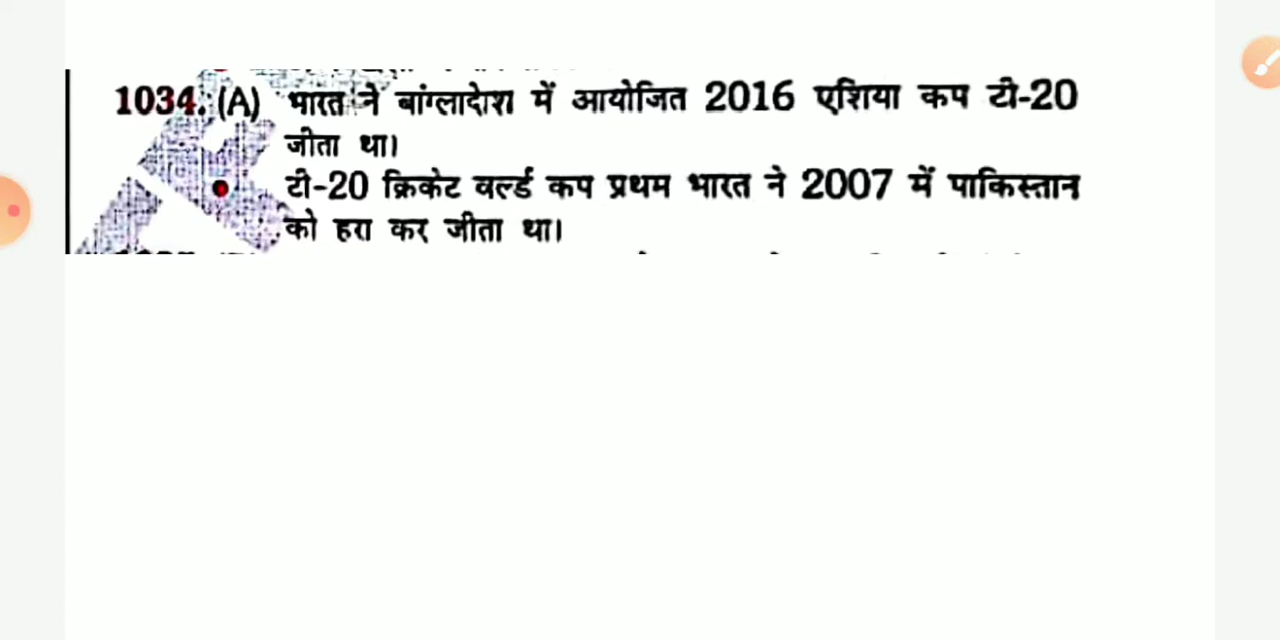 1034. (A) भारत ने बांग्लादेश में आयोजित 2016 एशिया कप टी-20
जीता था।
• टी-20 क्रिकेट वर्ल्ड कप प्रथम भारत ने 2007 में पाकिस्तान
को हरा कर जीता था।